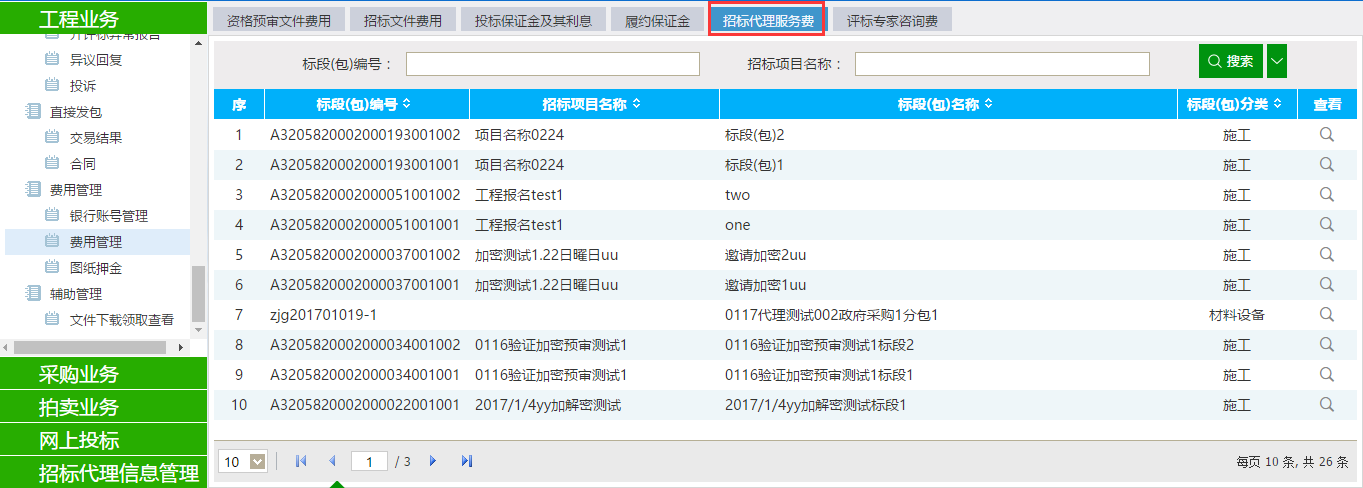 工程业务
开评标异常报告
异议回复
投诉
直接发包
交易结果
合同
费用管理
银行账号管理
费用管理
图纸押金
辅助管理
文件下载领取查看
采购业务
拍卖业务
网上投标
招标代理信息管理
资格预审文件费用 招标文件费用 投标保证金及其利息 履约保证金 招标代理服务费 评标专家咨询费
标段(包)编号： 招标项目名称： 搜索
序 标段(包)编号 招标项目名称 标段(包)名称 标段(包)分类 查看
1 A3205820002000193001002 项目名称0224 标段(包)2 施工
2 A3205820002000193001001 项目名称0224 标段(包)1 施工
3 A3205820002000051001002 工程报名test1 two 施工
4 A3205820002000051001001 工程报名test1 one 施工
5 A3205820002000037001002 加密测试1.22日曜日uu 邀请加密2uu 施工
6 A3205820002000037001001 加密测试1.22日曜日uu 邀请加密1uu 施工
7 zjg201701019-1 0117代理测试002政府采购1分包1 材料设备
8 A3205820002000034001002 0116验证加密预审测试1 0116验证加密预审测试1标段2 施工
9 A3205820002000034001001 0116验证加密预审测试1 0116验证加密预审测试1标段1 施工
10 A3205820002000022001001 2017/1/4yy加解密测试 2017/1/4yy加解密测试标段1 施工
10 1 / 3 每页 10 条, 共 26 条